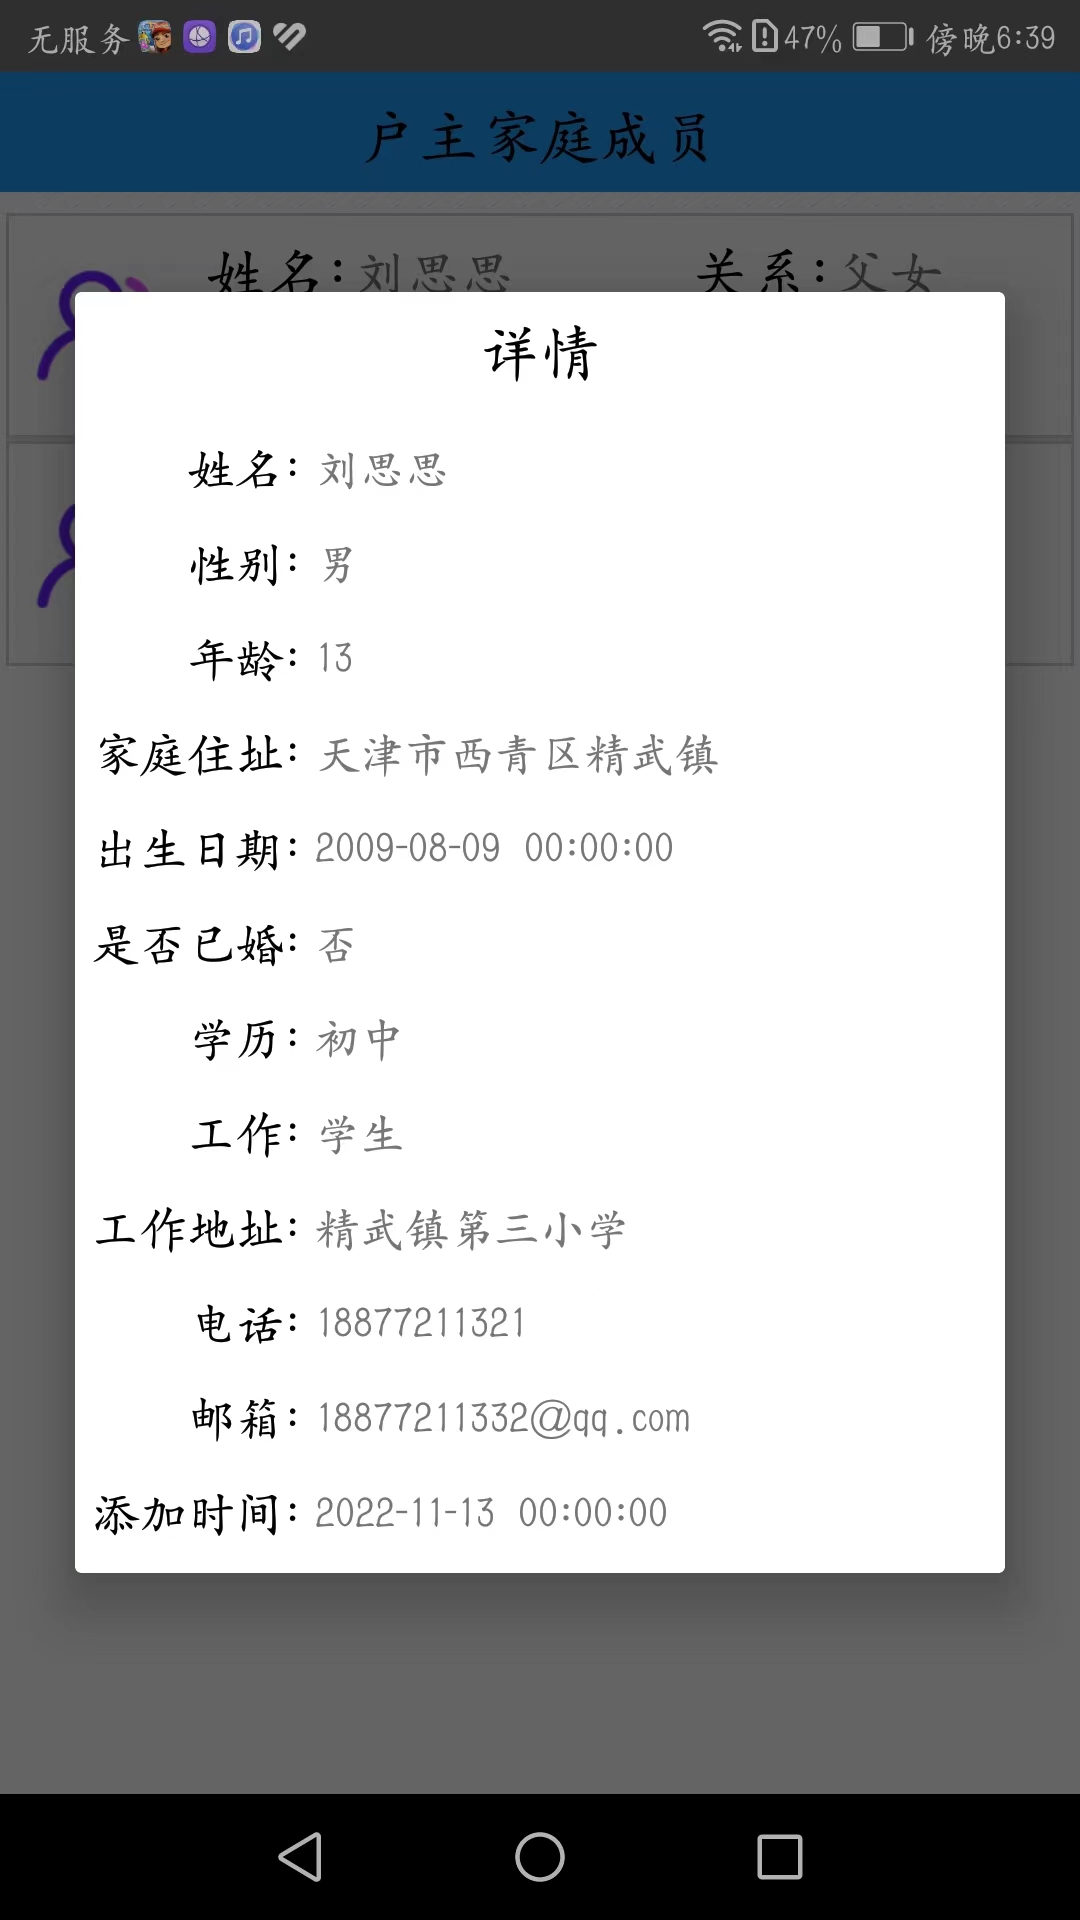 无服务 47% 傍晚6:39
户主家庭成员
姓名:刘思思 关系:父女
详情
姓名: 刘思思
性别: 男
年龄: 13
家庭住址: 天津市西青区精武镇
出生日期: 2009-08-09 00:00:00
是否已婚: 否
学历: 初中
工作: 学生
工作地址: 精武镇第三小学
电话: 18877211321
邮箱: 18877211332@qq.com
添加时间: 2022-11-13 00:00:00